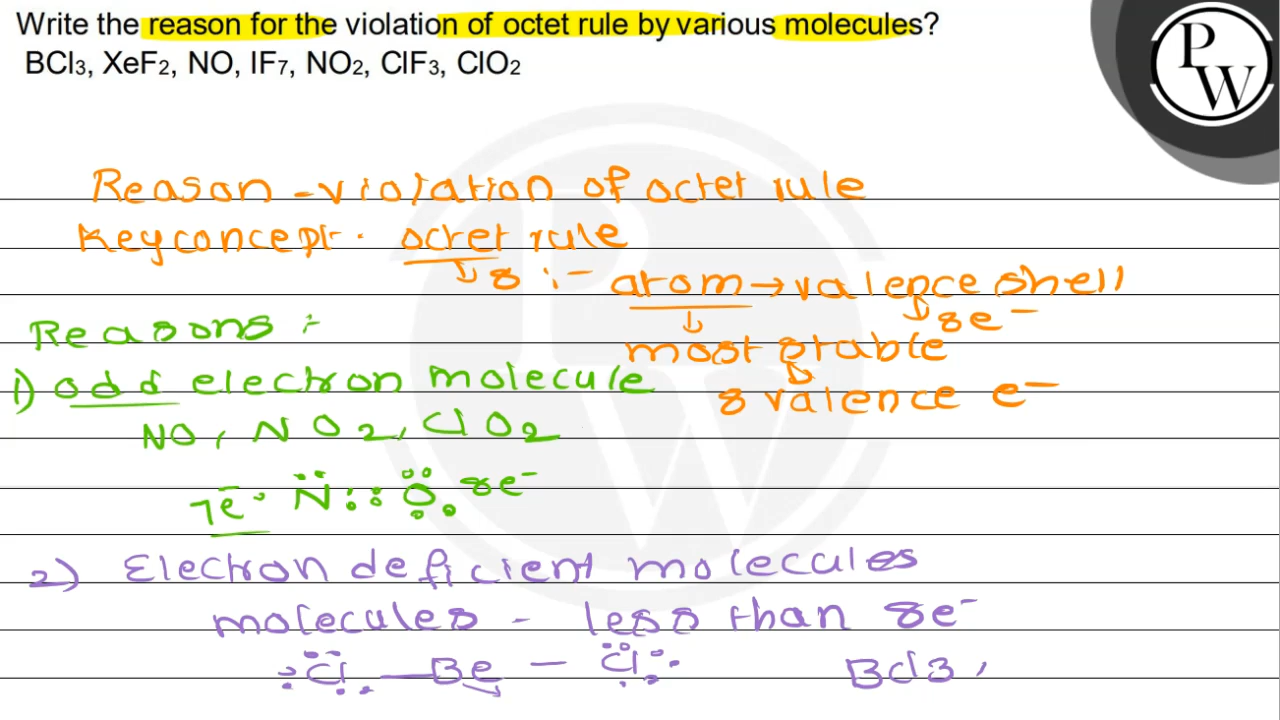 Write the reason for the violation of octet rule by various molecules?
BCl₃, XeF₂, NO, IF₇, NO₂, ClF₃, ClO₂
P
W
Reason - violation of octet rule
Key concept · octet rule
↳ 8 :- atom → valence shell
↳ 8e⁻
Reasons :-
most stable
1) odd electron molecule
8 valence e⁻
NO, NO2, ClO2
7e⁻ · N :: O 8e⁻
2) Electron deficient molecules
molecules - less than 8e⁻
Cl — Be — Cl BCl3,